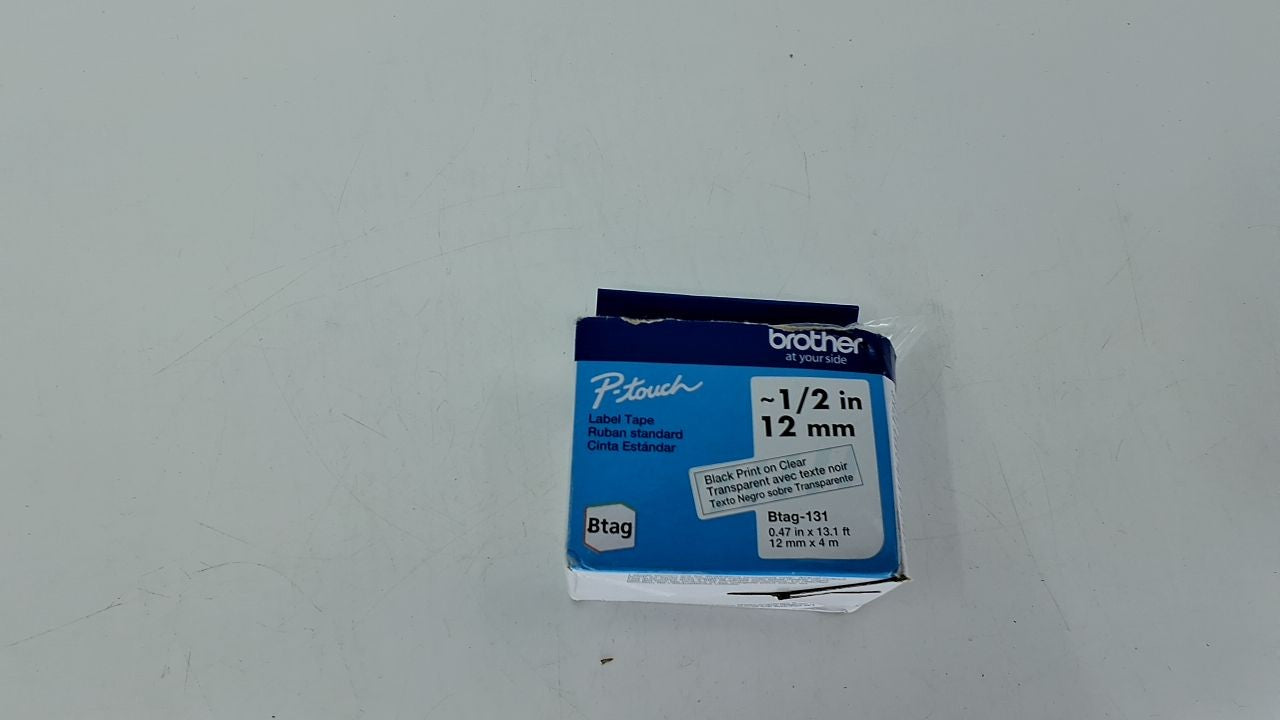 brother
at your side
P-touch
Label Tape
Ruban standard
Cinta Estándar
~1/2 in
12 mm
Black Print on Clear
Transparent avec texte noir
Texto Negro sobre Transparente
Btag
Btag-131
0.47 in x 13.1 ft
12 mm x 4 m